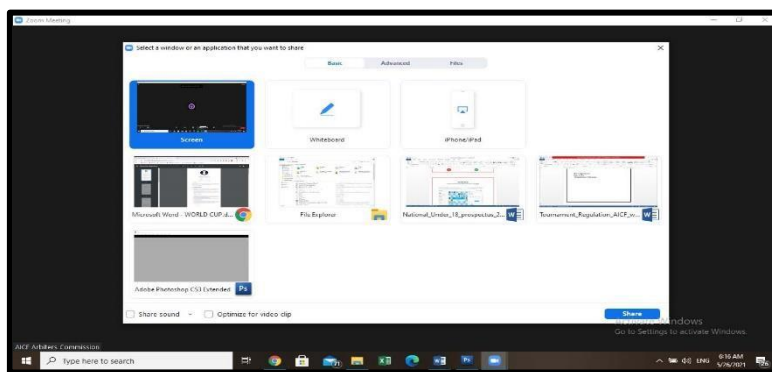 Zoom Meeting
Select a window or an application that you want to share
Basic Advanced Files
Screen Whiteboard iPhone/iPad
Microsoft Word - WORLD CUP.d... File Explorer National_Under_18_prospectus_2... Tournament_Regulation_AICF_w...
Adobe Photoshop CS3 Extended Ps
Share sound Optimize for video clip Share
Activate Windows
Go to Settings to activate Windows.
AICF Arbiters Commission
Type here to search ENG 6:16 AM
5/26/2021